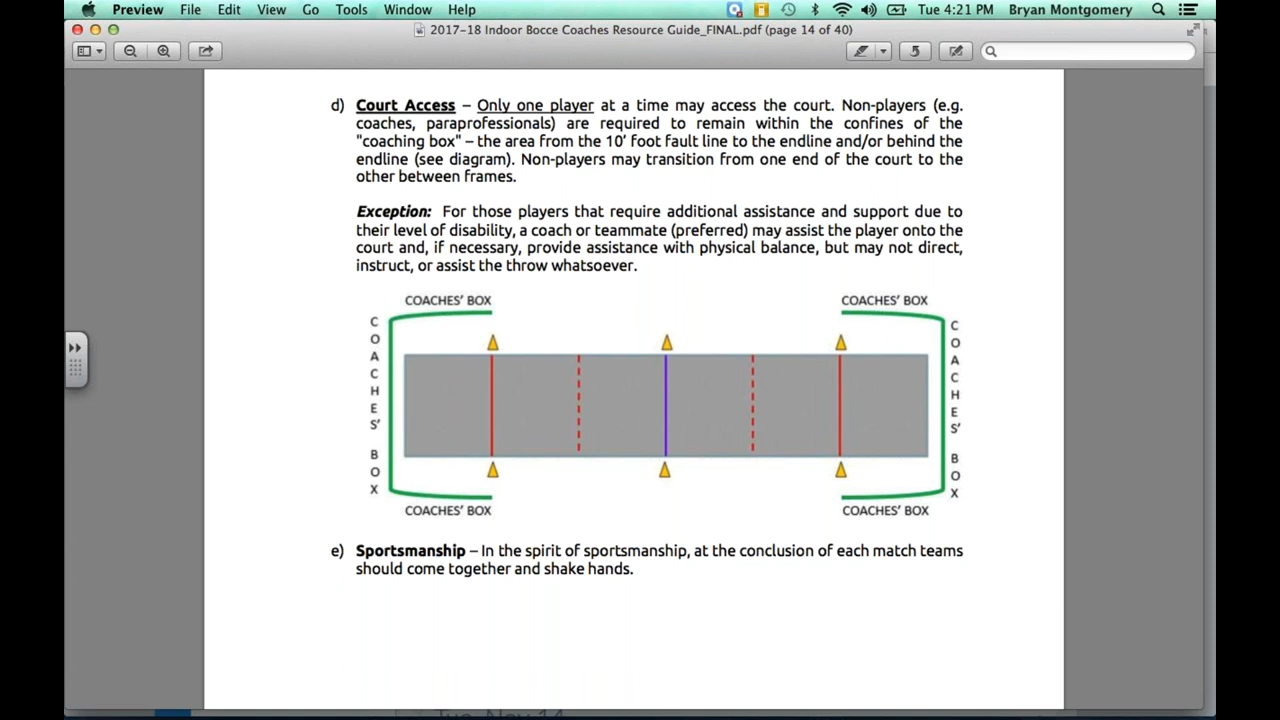 Preview File Edit View Go Tools Window Help Tue 4:21 PM Bryan Montgomery
2017-18 Indoor Bocce Coaches Resource Guide_FINAL.pdf (page 14 of 40)
d) Court Access – Only one player at a time may access the court. Non-players (e.g.
coaches, paraprofessionals) are required to remain within the confines of the
"coaching box" – the area from the 10' foot fault line to the endline and/or behind the
endline (see diagram). Non-players may transition from one end of the court to the
other between frames.
Exception: For those players that require additional assistance and support due to
their level of disability, a coach or teammate (preferred) may assist the player onto the
court and, if necessary, provide assistance with physical balance, but may not direct,
instruct, or assist the throw whatsoever.
COACHES' BOX COACHES' BOX
COACHES' BOX
COACHES' BOX
COACHES' BOX COACHES' BOX
e) Sportsmanship – In the spirit of sportsmanship, at the conclusion of each match teams
should come together and shake hands.
Tue, Nov 14